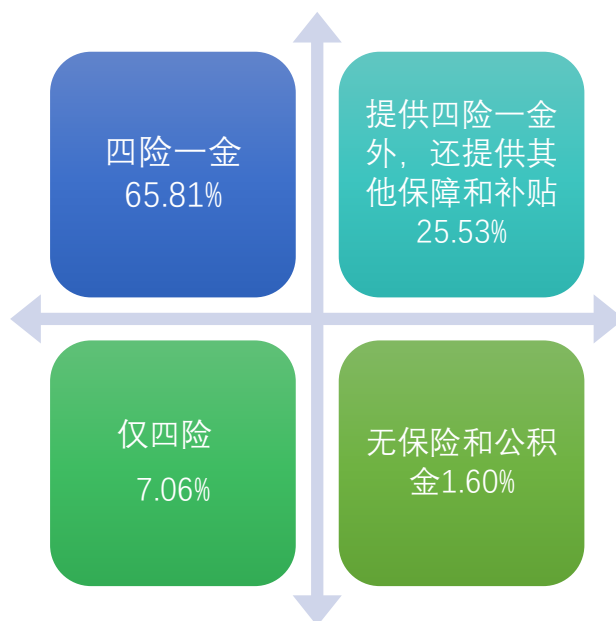 四险一金
65.81%
提供四险一金
外，还提供其
他保障和补贴
25.53%
仅四险
7.06%
无保险和公积
金1.60%